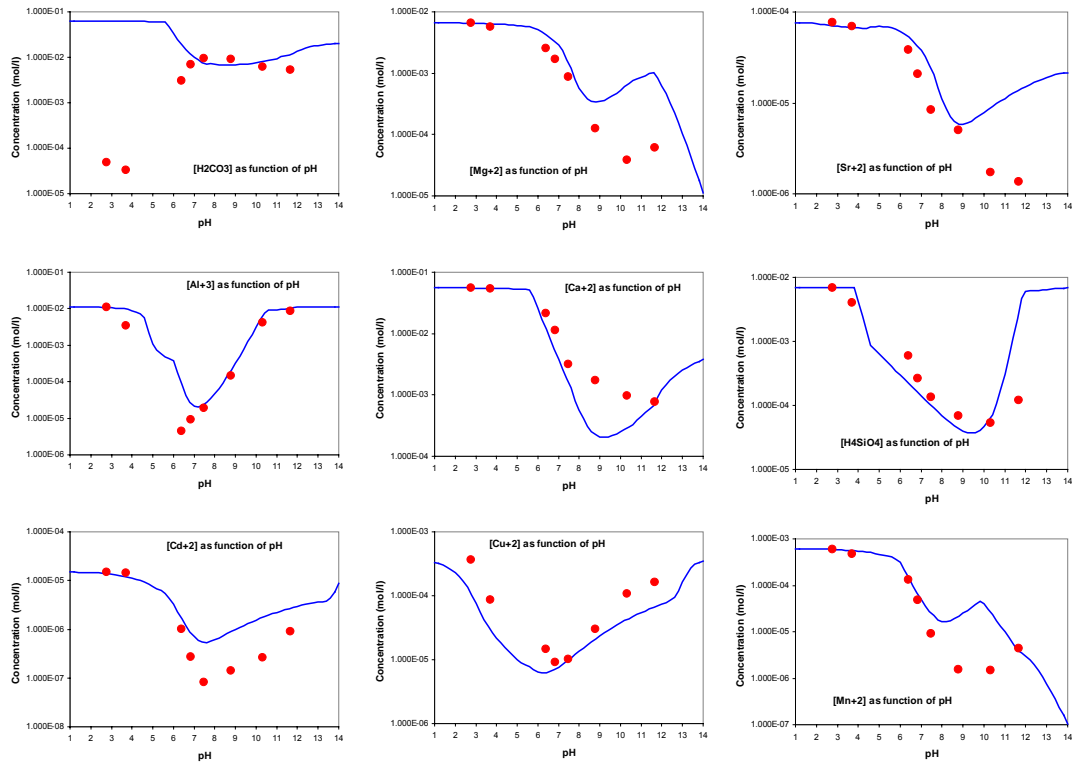 [H2CO3] as function of pH
Concentration (mol/l)
1.000E-01
1.000E-02
1.000E-03
1.000E-04
1.000E-05
1 2 3 4 5 6 7 8 9 10 11 12 13 14
pH
[Mg+2] as function of pH
Concentration (mol/l)
1.000E-02
1.000E-03
1.000E-04
1.000E-05
1 2 3 4 5 6 7 8 9 10 11 12 13 14
pH
[Sr+2] as function of pH
Concentration (mol/l)
1.000E-04
1.000E-05
1.000E-06
1 2 3 4 5 6 7 8 9 10 11 12 13 14
pH
[Al+3] as function of pH
Concentration (mol/l)
1.000E-01
1.000E-02
1.000E-03
1.000E-04
1.000E-05
1.000E-06
1 2 3 4 5 6 7 8 9 10 11 12 13 14
pH
[Ca+2] as function of pH
Concentration (mol/l)
1.000E-01
1.000E-02
1.000E-03
1.000E-04
1 2 3 4 5 6 7 8 9 10 11 12 13 14
pH
[H4SiO4] as function of pH
Concentration (mol/l)
1.000E-02
1.000E-03
1.000E-04
1.000E-05
1 2 3 4 5 6 7 8 9 10 11 12 13 14
pH
[Cd+2] as function of pH
Concentration (mol/l)
1.000E-04
1.000E-05
1.000E-06
1.000E-07
1.000E-08
1 2 3 4 5 6 7 8 9 10 11 12 13 14
pH
[Cu+2] as function of pH
Concentration (mol/l)
1.000E-03
1.000E-04
1.000E-05
1.000E-06
1 2 3 4 5 6 7 8 9 10 11 12 13 14
pH
[Mn+2] as function of pH
Concentration (mol/l)
1.000E-03
1.000E-04
1.000E-05
1.000E-06
1.000E-07
1 2 3 4 5 6 7 8 9 10 11 12 13 14
pH